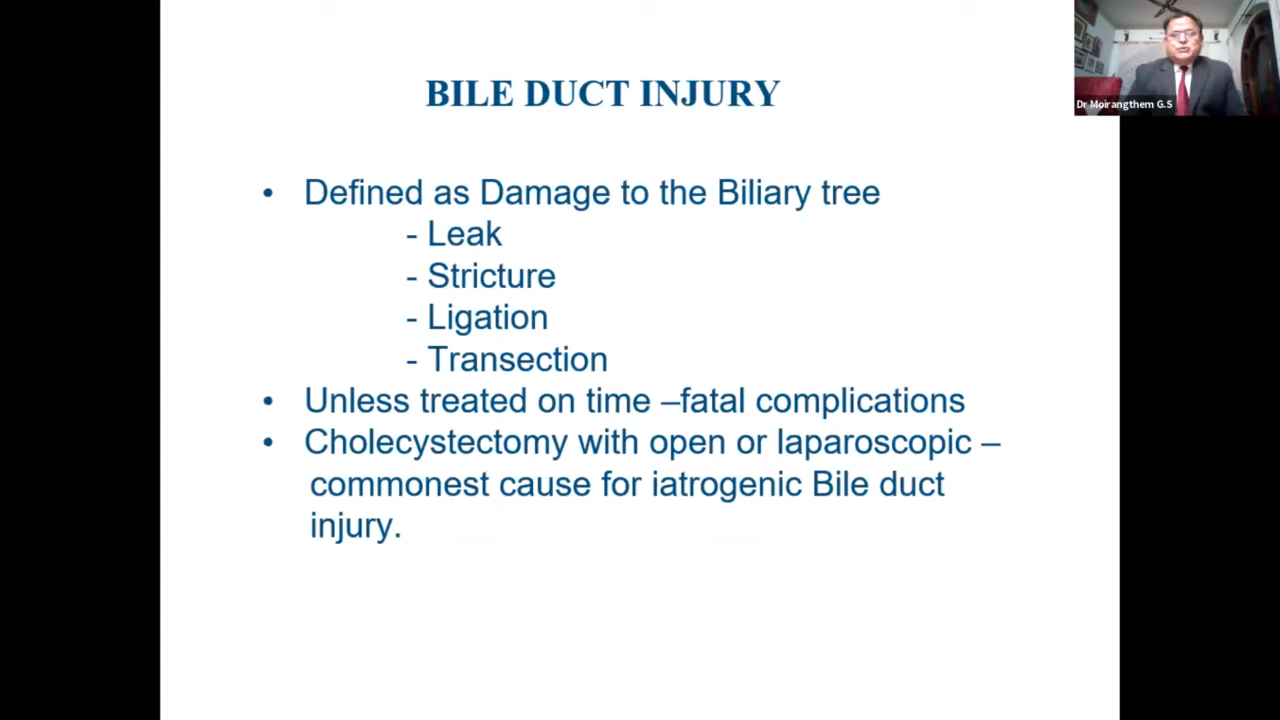 BILE DUCT INJURY
Dr Moirangthem G.S
• Defined as Damage to the Biliary tree
- Leak
- Stricture
- Ligation
- Transection
• Unless treated on time –fatal complications
• Cholecystectomy with open or laparoscopic –
commonest cause for iatrogenic Bile duct
injury.